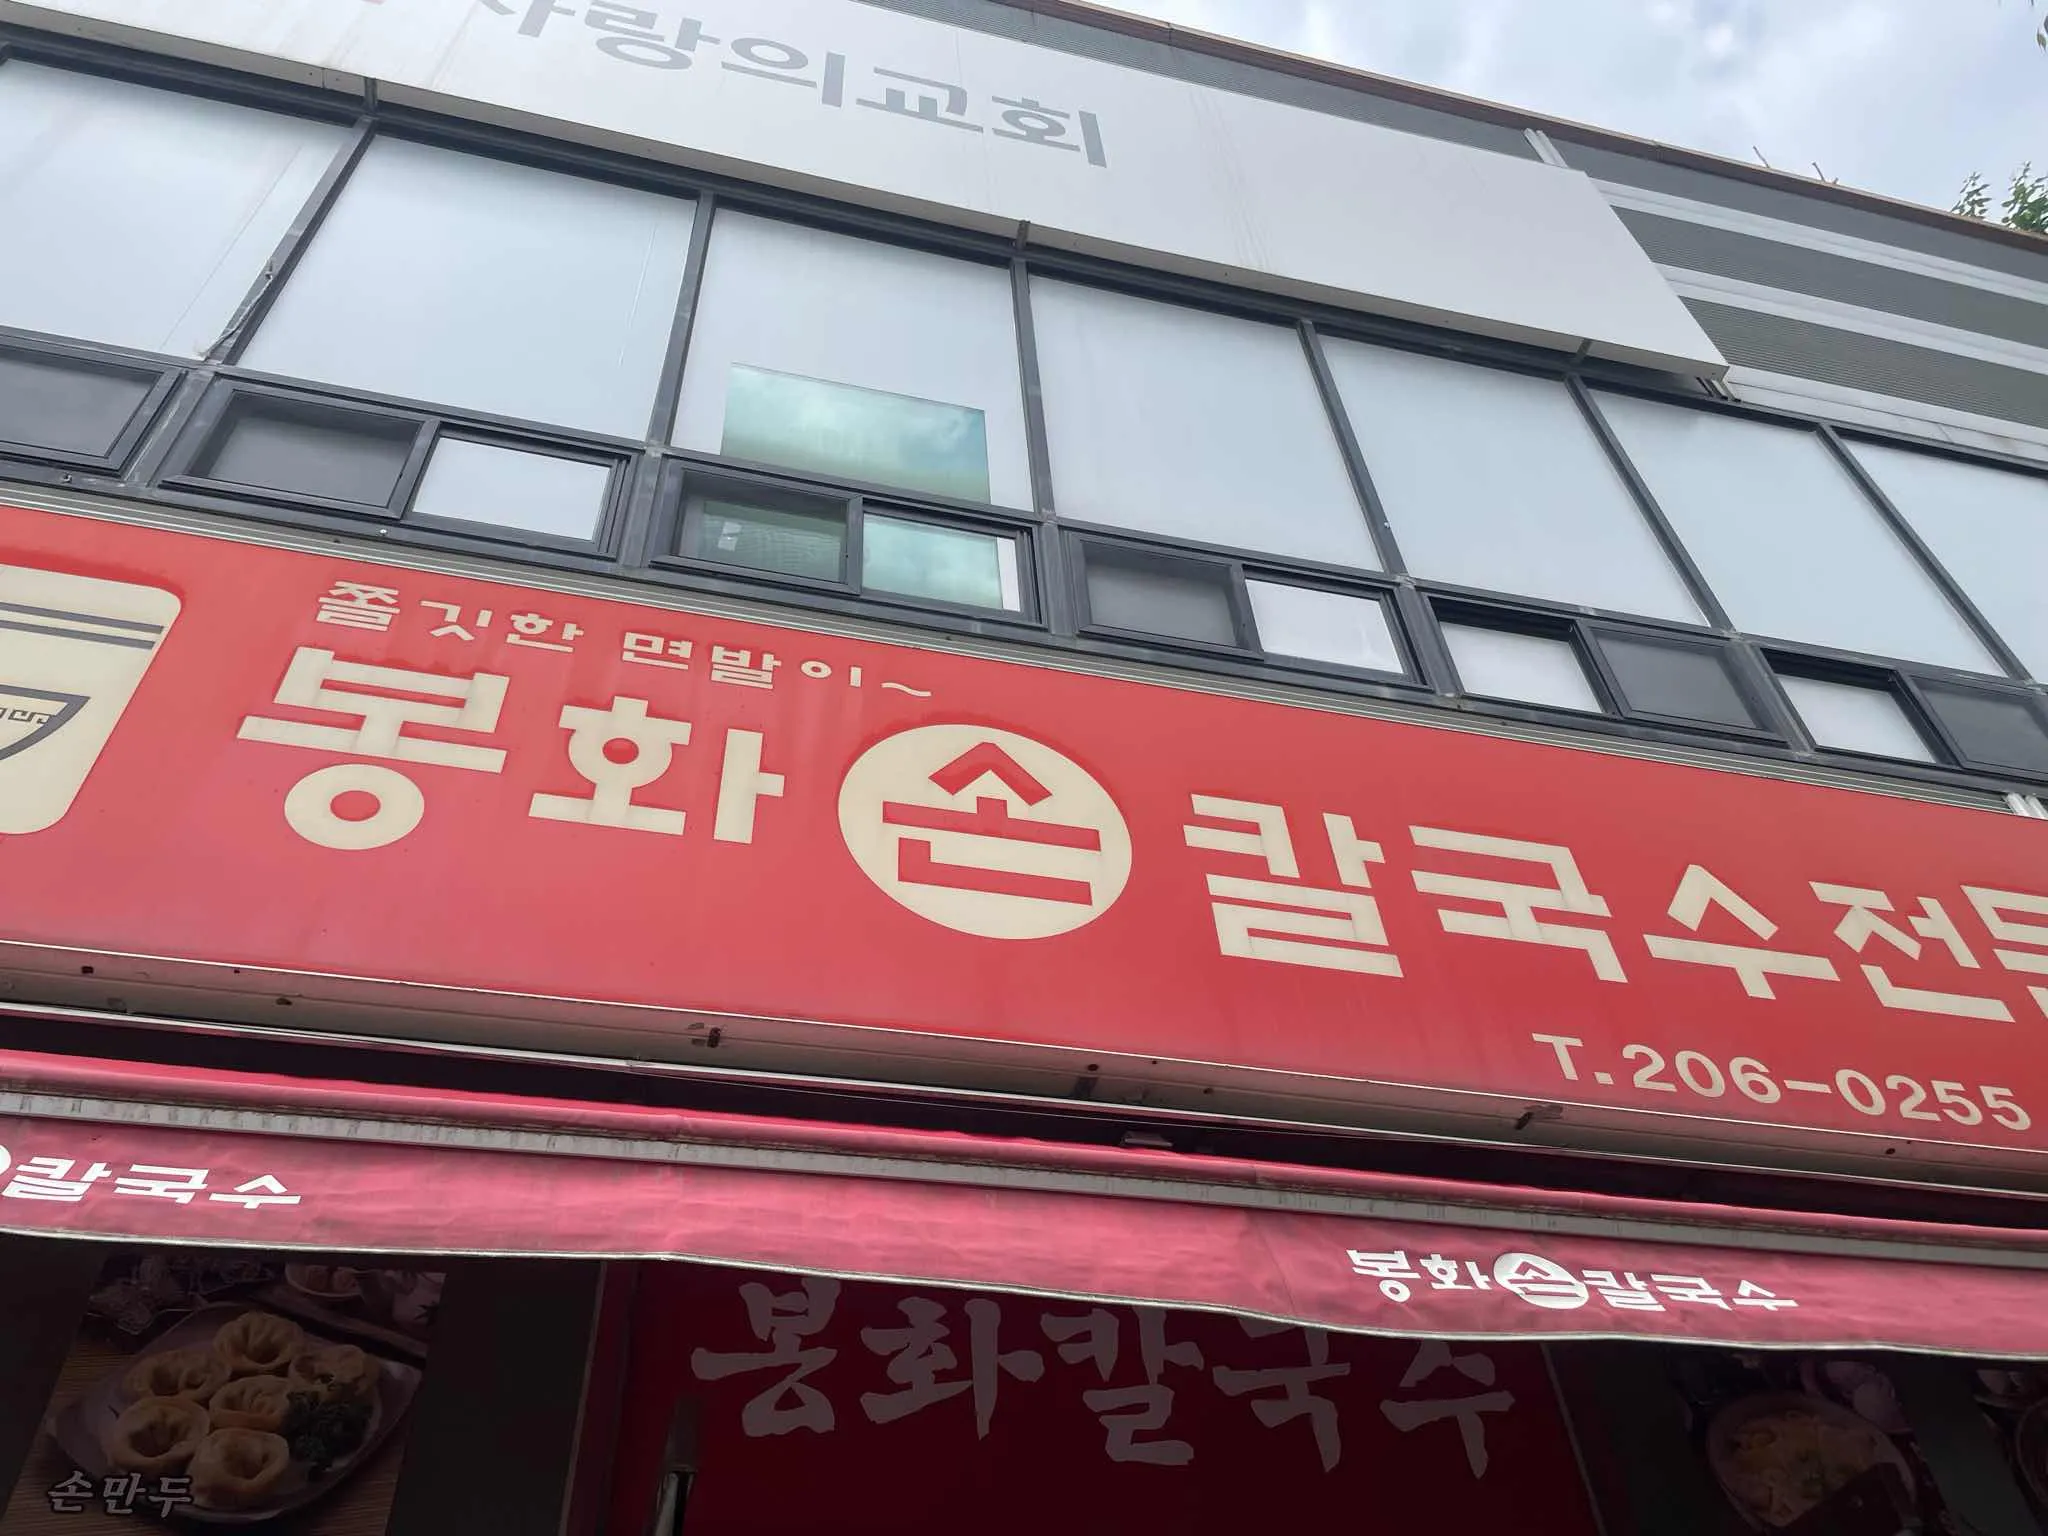 사랑의교회
쫄깃한 면발이~
봉화손칼국수전문
T.206-0255
칼국수
봉화손칼국수
봉화칼국수
손만두